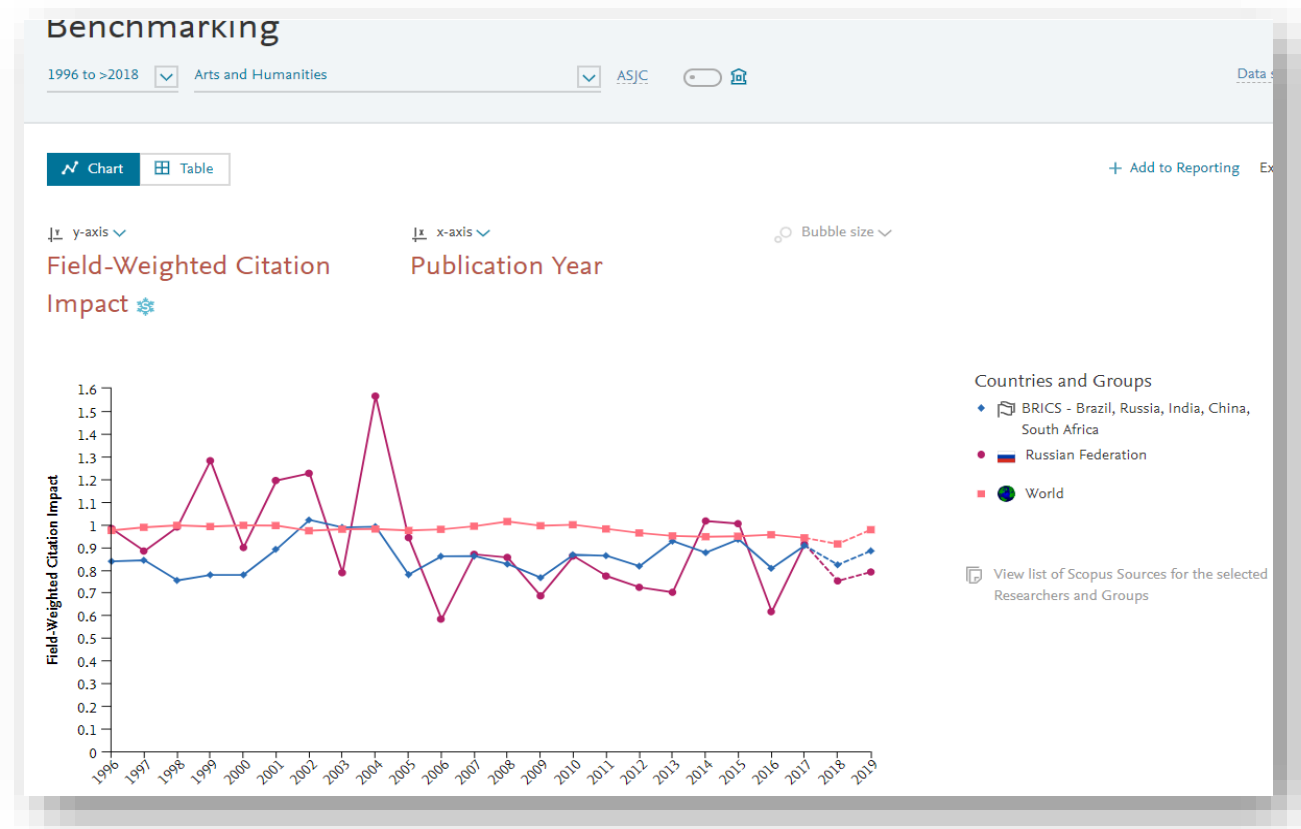 Benchmarking
1996 to >2018 Arts and Humanities ASJC Data s
Chart Table + Add to Reporting Ex
y-axis x-axis Bubble size
Field-Weighted Citation Publication Year
Impact
Countries and Groups
BRICS - Brazil, Russia, India, China,
South Africa
Russian Federation
World
View list of Scopus Sources for the selected
Researchers and Groups
Field-Weighted Citation Impact
1.6
1.5
1.4
1.3
1.2
1.1
1
0.9
0.8
0.7
0.6
0.5
0.4
0.3
0.2
0.1
0
1996 1997 1998 1999 2000 2001 2002 2003 2004 2005 2006 2007 2008 2009 2010 2011 2012 2013 2014 2015 2016 2017 2018 2019